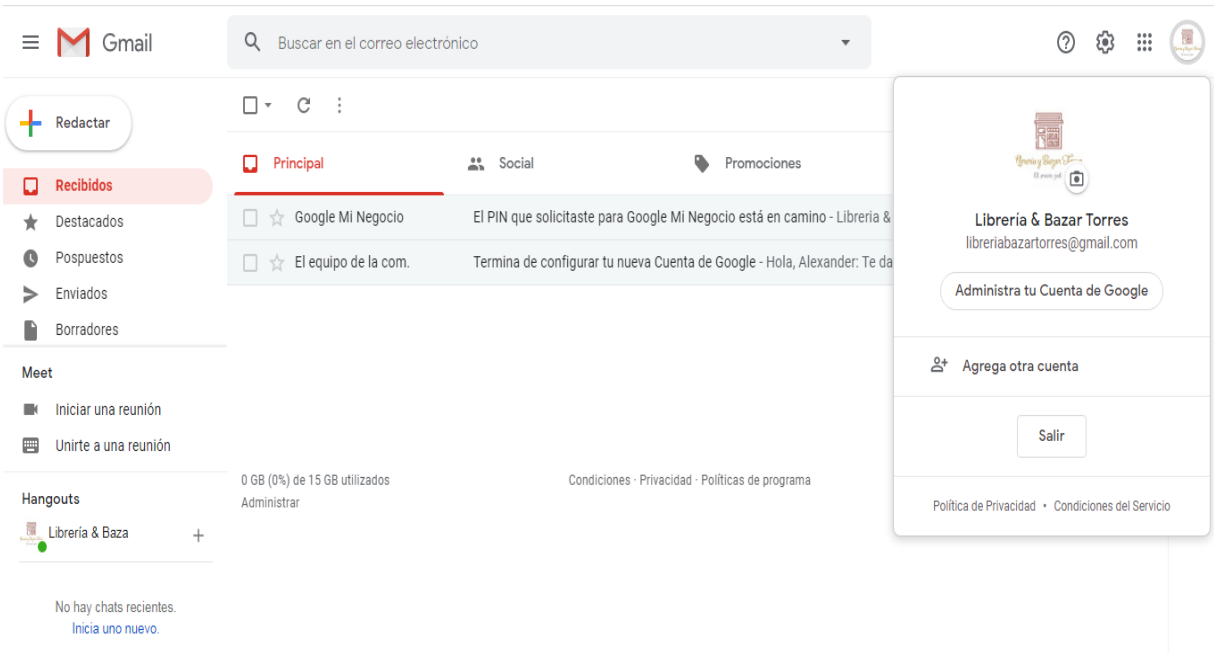 Gmail
Buscar en el correo electrónico
Redactar
Recibidos
Destacados
Pospuestos
Enviados
Borradores
Meet
Iniciar una reunión
Unirte a una reunión
Hangouts
Librería & Baza
No hay chats recientes.
Inicia uno nuevo.
Principal
Social
Promociones
Google Mi Negocio El PIN que solicitaste para Google Mi Negocio está en camino - Libreria &
El equipo de la com. Termina de configurar tu nueva Cuenta de Google - Hola, Alexander: Te da
0 GB (0%) de 15 GB utilizados
Administrar
Condiciones · Privacidad · Políticas de programa
Librería & Bazar Torres
libreriabazartorres@gmail.com
Administra tu Cuenta de Google
Agrega otra cuenta
Salir
Política de Privacidad • Condiciones del Servicio